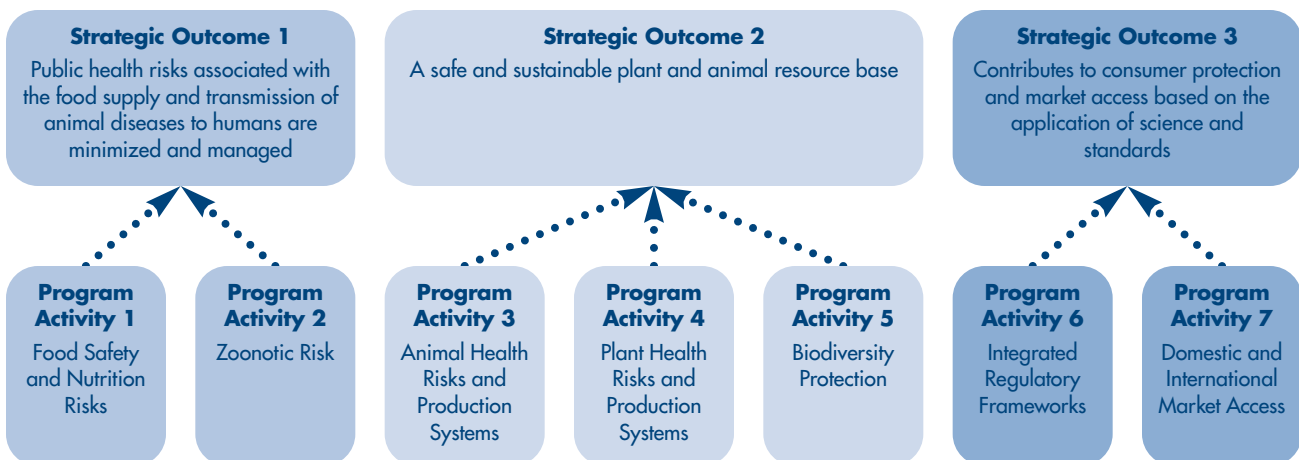 Strategic Outcome 1
Public health risks associated with
the food supply and transmission of
animal diseases to humans are
minimized and managed
Strategic Outcome 2
A safe and sustainable plant and animal resource base
Strategic Outcome 3
Contributes to consumer protection
and market access based on the
application of science and
standards
Program
Activity 1
Food Safety
and Nutrition
Risks
Program
Activity 2
Zoonotic Risk
Program
Activity 3
Animal Health
Risks and
Production
Systems
Program
Activity 4
Plant Health
Risks and
Production
Systems
Program
Activity 5
Biodiversity
Protection
Program
Activity 6
Integrated
Regulatory
Frameworks
Program
Activity 7
Domestic and
International
Market Access